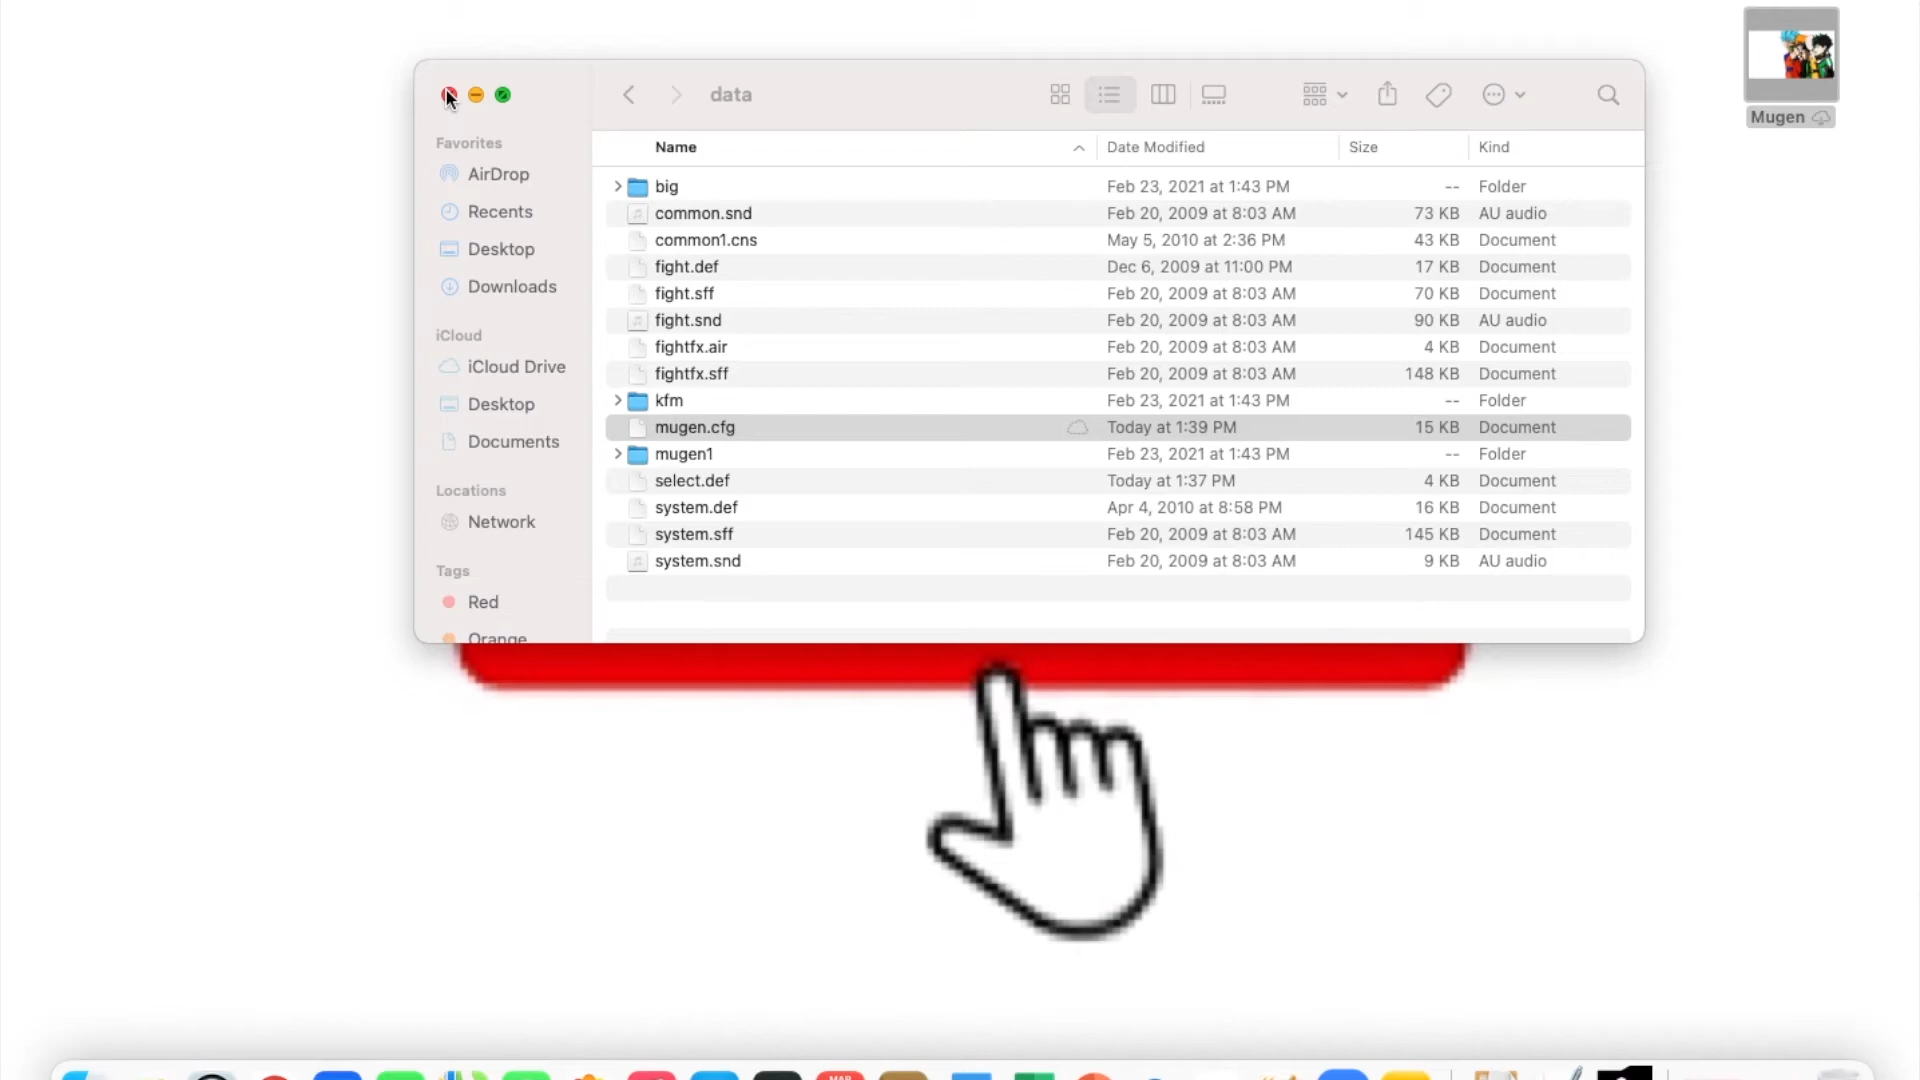 Mugen
data
Name Date Modified Size Kind
Favorites
AirDrop
Recents
Desktop
Downloads
iCloud
iCloud Drive
Desktop
Documents
Locations
Network
Tags
Red
Orange
big Feb 23, 2021 at 1:43 PM -- Folder
common.snd Feb 20, 2009 at 8:03 AM 73 KB AU audio
common1.cns May 5, 2010 at 2:36 PM 43 KB Document
fight.def Dec 6, 2009 at 11:00 PM 17 KB Document
fight.sff Feb 20, 2009 at 8:03 AM 70 KB Document
fight.snd Feb 20, 2009 at 8:03 AM 90 KB AU audio
fightfx.air Feb 20, 2009 at 8:03 AM 4 KB Document
fightfx.sff Feb 20, 2009 at 8:03 AM 148 KB Document
kfm Feb 23, 2021 at 1:43 PM -- Folder
mugen.cfg Today at 1:39 PM 15 KB Document
mugen1 Feb 23, 2021 at 1:43 PM -- Folder
select.def Today at 1:37 PM 4 KB Document
system.def Apr 4, 2010 at 8:58 PM 16 KB Document
system.sff Feb 20, 2009 at 8:03 AM 145 KB Document
system.snd Feb 20, 2009 at 8:03 AM 9 KB AU audio
MAR